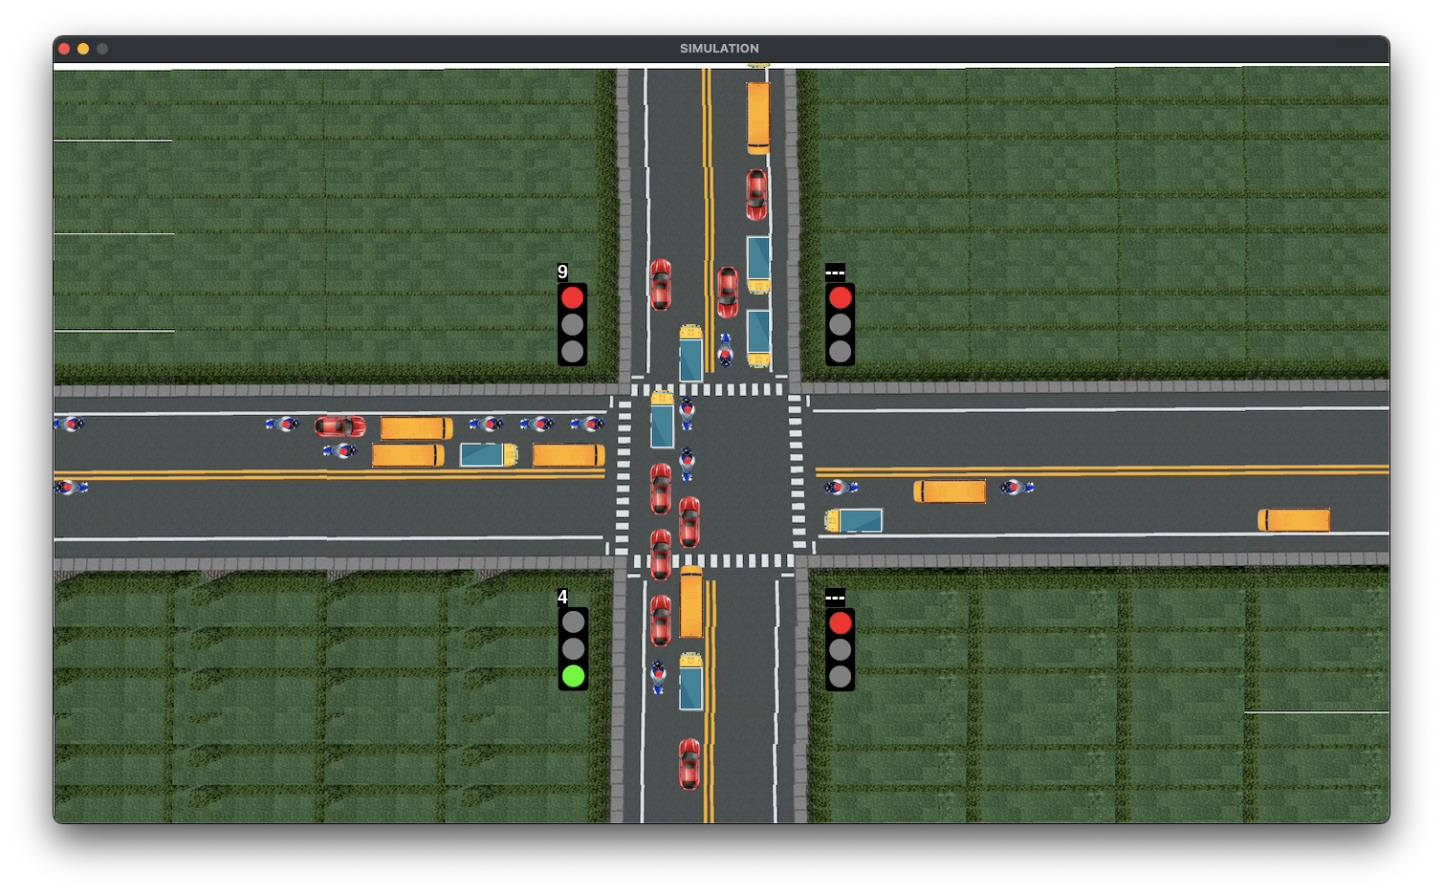 SIMULATION
9
---
4
---